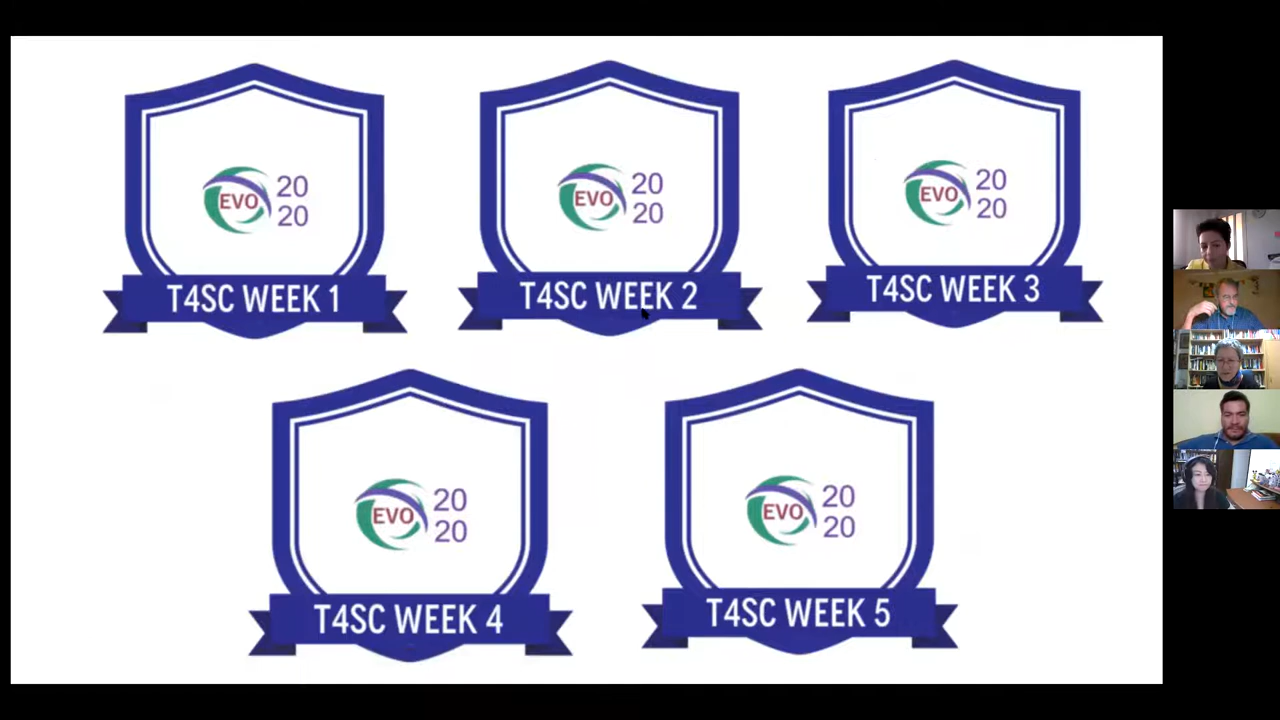 EVO 20
20
T4SC WEEK 1
EVO 20
20
T4SC WEEK 2
EVO 20
20
T4SC WEEK 3
EVO 20
20
T4SC WEEK 4
EVO 20
20
T4SC WEEK 5